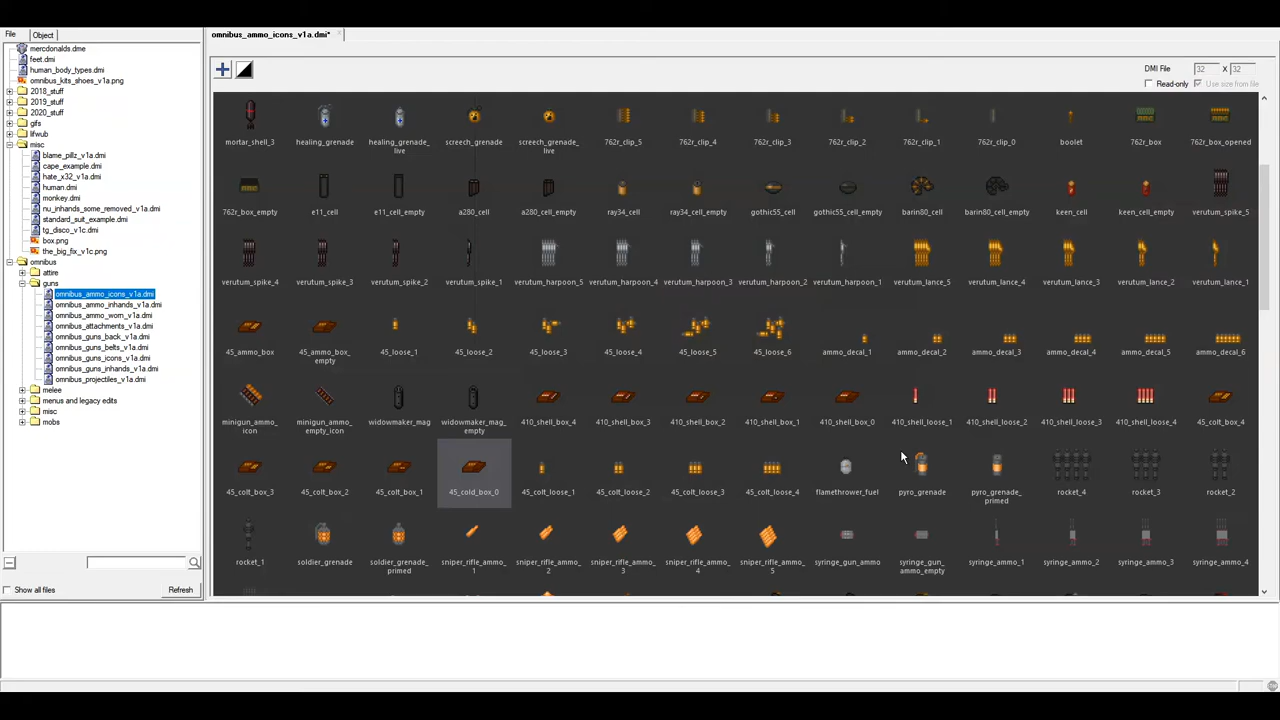 File Object
omnibus_ammo_icons_v1a.dmi* x
mercdonalds.dme
feet.dmi
human_body_types.dmi
omnibus_kits_shoes_v1a.png
2018_stuff
2019_stuff
2020_stuff
gifs
lifwub
misc
blame_pillz_v1a.dmi
cape_example.dmi
hate_x32_v1a.dmi
human.dmi
monkey.dmi
nu_inhands_some_removed_v1a.dmi
standard_suit_example.dmi
tg_disco_v1c.dmi
box.png
the_big_fix_v1c.png
omnibus
attire
guns
omnibus_ammo_icons_v1a.dmi
omnibus_ammo_inhands_v1a.dmi
omnibus_ammo_worn_v1a.dmi
omnibus_attachments_v1a.dmi
omnibus_guns_back_v1a.dmi
omnibus_guns_belts_v1a.dmi
omnibus_guns_icons_v1a.dmi
omnibus_guns_inhands_v1a.dmi
omnibus_projectiles_v1a.dmi
melee
menus and legacy edits
misc
mobs
Show all files Refresh
DMI File 32 X 32
Read-only Use size from file
mortar_shell_3 healing_grenade healing_grenade_live screech_grenade screech_grenade_live 762r_clip_5 762r_clip_4 762r_clip_3 762r_clip_2 762r_clip_1 762r_clip_0 boolet 762r_box 762r_box_opened
762r_box_empty e11_cell e11_cell_empty a280_cell a280_cell_empty ray34_cell ray34_cell_empty gothic55_cell gothic55_cell_empty barin80_cell barin80_cell_empty keen_cell keen_cell_empty verutum_spike_5
verutum_spike_4 verutum_spike_3 verutum_spike_2 verutum_spike_1 verutum_harpoon_5 verutum_harpoon_4 verutum_harpoon_3 verutum_harpoon_2 verutum_harpoon_1 verutum_lance_5 verutum_lance_4 verutum_lance_3 verutum_lance_2 verutum_lance_1
45_ammo_box 45_ammo_box_empty 45_loose_1 45_loose_2 45_loose_3 45_loose_4 45_loose_5 45_loose_6 ammo_decal_1 ammo_decal_2 ammo_decal_3 ammo_decal_4 ammo_decal_5 ammo_decal_6
minigun_ammo_icon minigun_ammo_empty_icon widowmaker_mag widowmaker_mag_empty 410_shell_box_4 410_shell_box_3 410_shell_box_2 410_shell_box_1 410_shell_box_0 410_shell_loose_1 410_shell_loose_2 410_shell_loose_3 410_shell_loose_4 45_colt_box_4
45_colt_box_3 45_colt_box_2 45_colt_box_1 45_cold_box_0 45_colt_loose_1 45_colt_loose_2 45_colt_loose_3 45_colt_loose_4 flamethrower_fuel pyro_grenade pyro_grenade_primed rocket_4 rocket_3 rocket_2
rocket_1 soldier_grenade soldier_grenade_primed sniper_rifle_ammo_1 sniper_rifle_ammo_2 sniper_rifle_ammo_3 sniper_rifle_ammo_4 sniper_rifle_ammo_5 syringe_gun_ammo syringe_gun_ammo_empty syringe_ammo_1 syringe_ammo_2 syringe_ammo_3 syringe_ammo_4